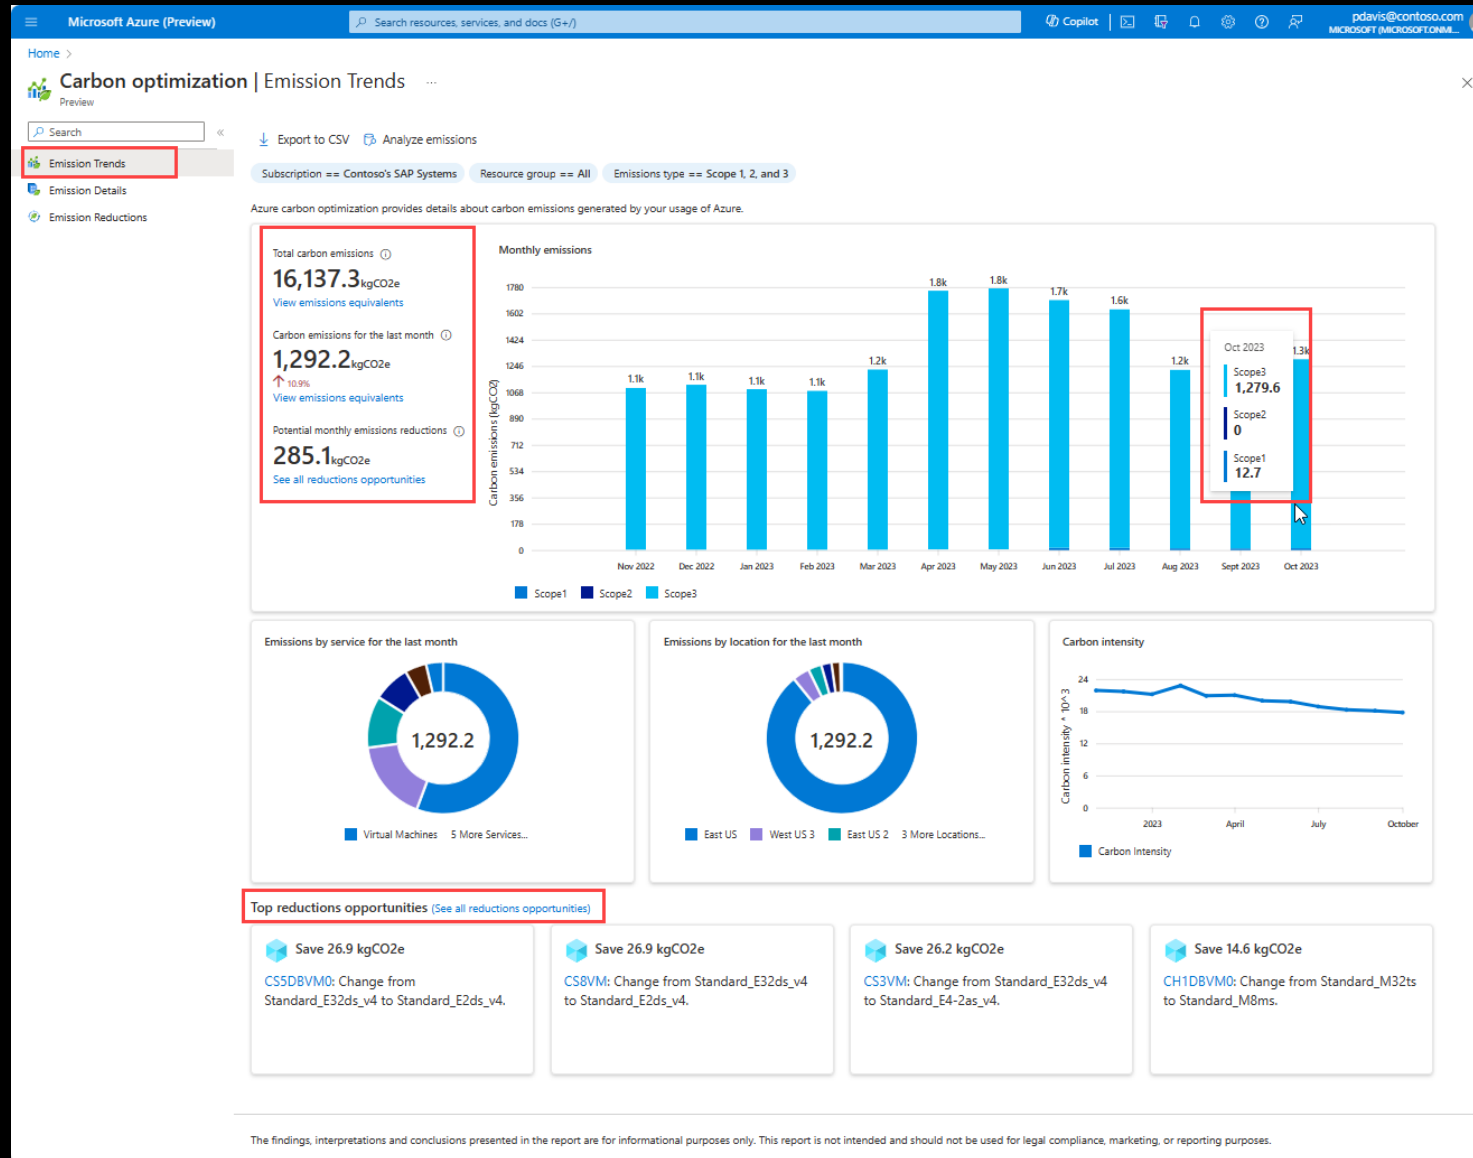 Microsoft Azure (Preview)
Search resources, services, and docs (G+/)
Copilot
pdavis@contoso.com
MICROSOFT (MICROSOFT.ONMI...
Home >
Carbon optimization | Emission Trends ...
Preview
Search
«
Emission Trends
Emission Details
Emission Reductions
Export to CSV
Analyze emissions
Subscription == Contoso's SAP Systems
Resource group == All
Emissions type == Scope 1, 2, and 3
Azure carbon optimization provides details about carbon emissions generated by your usage of Azure.
Total carbon emissions
16,137.3kgCO2e
View emissions equivalents
Carbon emissions for the last month
1,292.2kgCO2e
10.9%
View emissions equivalents
Potential monthly emissions reductions
285.1kgCO2e
See all reductions opportunities
Monthly emissions
Carbon emissions (kgCO2)
1780
1602
1424
1246
1068
890
712
534
356
178
0
1.1k
1.1k
1.1k
1.1k
1.2k
1.8k
1.8k
1.7k
1.6k
1.2k
1.3k
Oct 2023
Scope3
1,279.6
Scope2
0
Scope1
12.7
Nov 2022
Dec 2022
Jan 2023
Feb 2023
Mar 2023
Apr 2023
May 2023
Jun 2023
Jul 2023
Aug 2023
Sept 2023
Oct 2023
Scope1
Scope2
Scope3
Emissions by service for the last month
1,292.2
Virtual Machines
5 More Services...
Emissions by location for the last month
1,292.2
East US
West US 3
East US 2
3 More Locations...
Carbon intensity
Carbon intensity * 10^3
24
18
12
6
0
2023
April
July
October
Carbon Intensity
Top reductions opportunities (See all reductions opportunities)
Save 26.9 kgCO2e
CS5DBVM0: Change from
Standard_E32ds_v4 to Standard_E2ds_v4.
Save 26.9 kgCO2e
CS8VM: Change from Standard_E32ds_v4
to Standard_E2ds_v4.
Save 26.2 kgCO2e
CS3VM: Change from Standard_E32ds_v4
to Standard_E4-2as_v4.
Save 14.6 kgCO2e
CH1DBVM0: Change from Standard_M32ts
to Standard_M8ms.
The findings, interpretations and conclusions presented in the report are for informational purposes only. This report is not intended and should not be used for legal compliance, marketing, or reporting purposes.